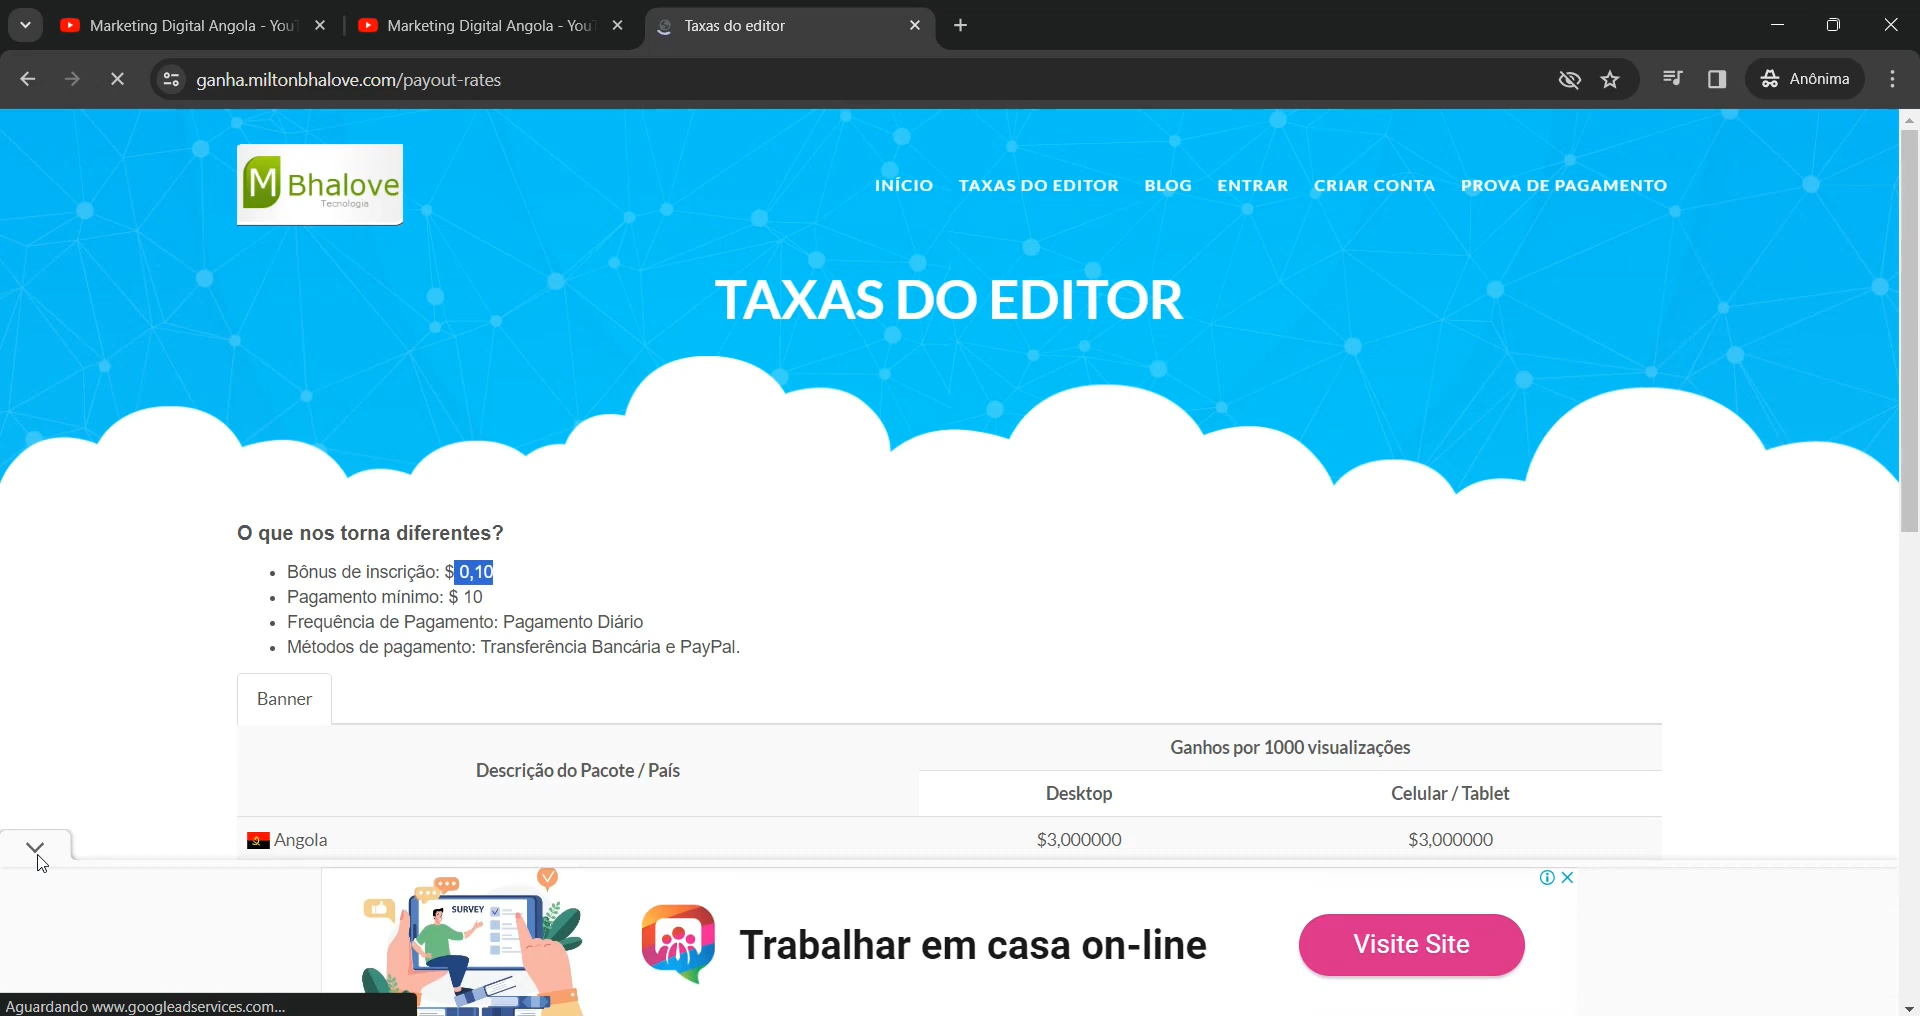 Marketing Digital Angola - You
Marketing Digital Angola - You
Taxas do editor
ganha.miltonbhalove.com/payout-rates
Anônima
M Bhalove
Tecnologia
INÍCIO
TAXAS DO EDITOR
BLOG
ENTRAR
CRIAR CONTA
PROVA DE PAGAMENTO
TAXAS DO EDITOR
O que nos torna diferentes?
• Bônus de inscrição: $ 0,10
• Pagamento mínimo: $ 10
• Frequência de Pagamento: Pagamento Diário
• Métodos de pagamento: Transferência Bancária e PayPal.
Banner
Descrição do Pacote / País
Ganhos por 1000 visualizações
Desktop
Celular / Tablet
Angola
$3,000000
$3,000000
SURVEY
Trabalhar em casa on-line
Visite Site
Aguardando www.googleadservices.com...